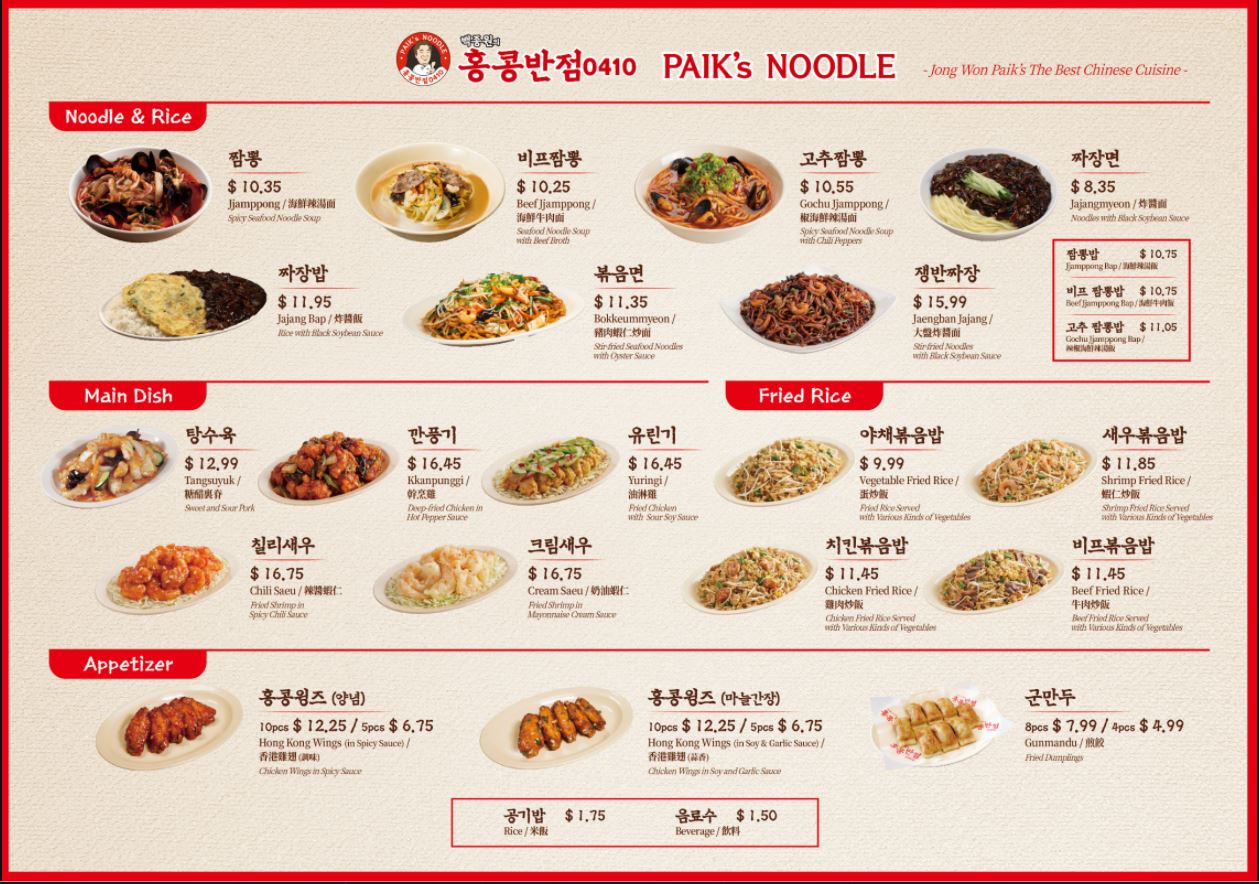 PAIK's NOODLE
홍콩반점0410
백종원의
홍콩반점0410
PAIK's NOODLE
- Jong Won Paik's The Best Chinese Cuisine -
Noodle & Rice
짬뽕
$ 10.35
Jjamppong / 海鮮辣湯面
Spicy Seafood Noodle Soup
비프짬뽕
$ 10.25
Beef Jjamppong /
海鮮牛肉面
Seafood Noodle Soup
with Beef Broth
고추짬뽕
$ 10.55
Gochu Jjamppong /
椒海鮮辣湯面
Spicy Seafood Noodle Soup
with Chili Peppers
짜장면
$ 8.35
Jajangmyeon / 炸醬面
Noodles with Black Soybean Sauce
짜장밥
$ 11.95
Jajang Bap / 炸醬飯
Rice with Black Soybean Sauce
볶음면
$ 11.35
Bokkeummyeon /
豬肉蝦仁炒面
Stir-fried Seafood Noodles
with Oyster Sauce
쟁반짜장
$ 15.99
Jaengban Jajang /
大盤炸醬面
Stir-fried Noodles
with Black Soybean Sauce
짬뽕밥 $ 10.75
Jjamppong Bap / 海鮮辣湯飯
비프 짬뽕밥 $ 10.75
Beef Jjamppong Bap / 海鮮牛肉飯
고추 짬뽕밥 $ 11.05
Gochu Jjamppong Bap /
辣椒海鮮辣湯飯
Main Dish
탕수육
$ 12.99
Tangsuyuk /
糖醋裏脊
Sweet and Sour Pork
깐풍기
$ 16.45
Kkanpunggi /
幹烹雞
Deep-fried Chicken in
Hot Pepper Sauce
유린기
$ 16.45
Yuringi /
油淋雞
Fried Chicken
with Sour Soy Sauce
칠리새우
$ 16.75
Chili Saeu / 辣醬蝦仁
Fried Shrimp in
Spicy Chili Sauce
크림새우
$ 16.75
Cream Saeu / 奶油蝦仁
Fried Shrimp in
Mayonnaise Cream Sauce
Fried Rice
야채볶음밥
$ 9.99
Vegetable Fried Rice /
蛋炒飯
Fried Rice Served
with Various Kinds of Vegetables
새우볶음밥
$ 11.85
Shrimp Fried Rice /
蝦仁炒飯
Shrimp Fried Rice Served
with Various Kinds of Vegetables
치킨볶음밥
$ 11.45
Chicken Fried Rice /
雞肉炒飯
Chicken Fried Rice Served
with Various Kinds of Vegetables
비프볶음밥
$ 11.45
Beef Fried Rice /
牛肉炒飯
Beef Fried Rice Served
with Various Kinds of Vegetables
Appetizer
홍콩윙즈 (양념)
10pcs $ 12.25 / 5pcs $ 6.75
Hong Kong Wings (in Spicy Sauce) /
香港雞翅 (調味)
Chicken Wings in Spicy Sauce
홍콩윙즈 (마늘간장)
10pcs $ 12.25 / 5pcs $ 6.75
Hong Kong Wings (in Soy & Garlic Sauce) /
香港雞翅 (蒜香)
Chicken Wings in Soy and Garlic Sauce
군만두
8pcs $ 7.99 / 4pcs $ 4.99
Gunmandu / 煎餃
Fried Dumplings
공기밥 $ 1.75
Rice / 米飯
음료수 $ 1.50
Beverage / 飲料